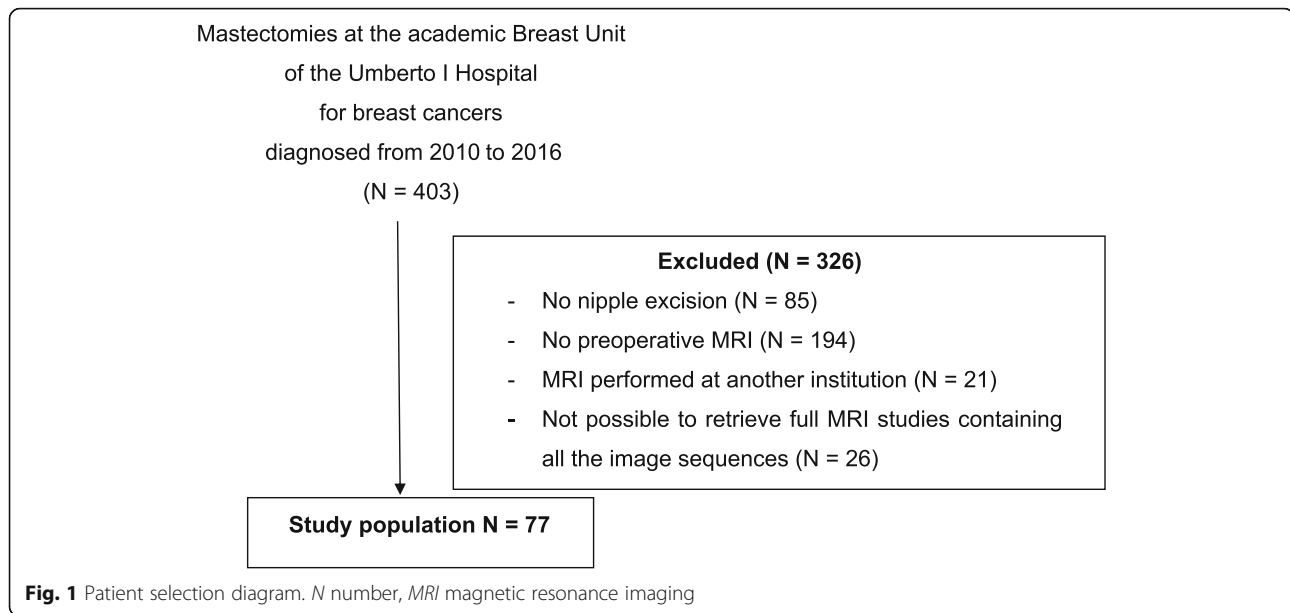 Mastectomies at the academic Breast Unit
of the Umberto I Hospital
for breast cancers
diagnosed from 2010 to 2016
(N = 403)
Excluded (N = 326)
- No nipple excision (N = 85)
- No preoperative MRI (N = 194)
- MRI performed at another institution (N = 21)
- Not possible to retrieve full MRI studies containing
all the image sequences (N = 26)
Study population N = 77
Fig. 1 Patient selection diagram. N number, MRI magnetic resonance imaging